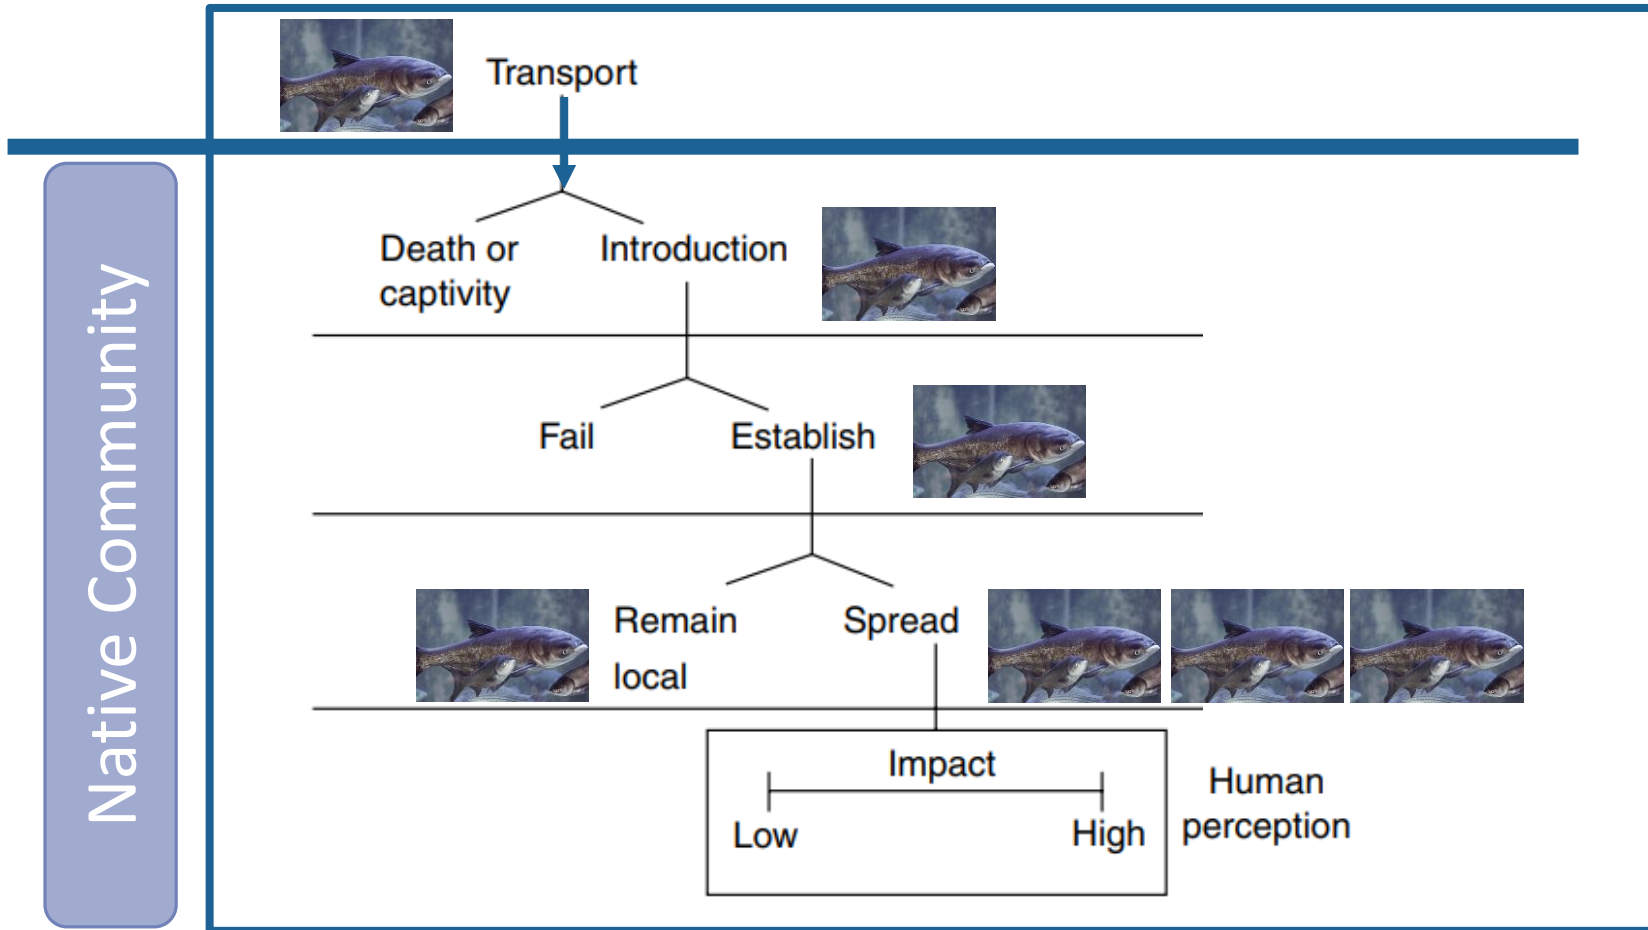 Transport
Native Community
Death or
captivity
Introduction
Fail
Establish
Remain
local
Spread
Impact
Low
High
Human
perception